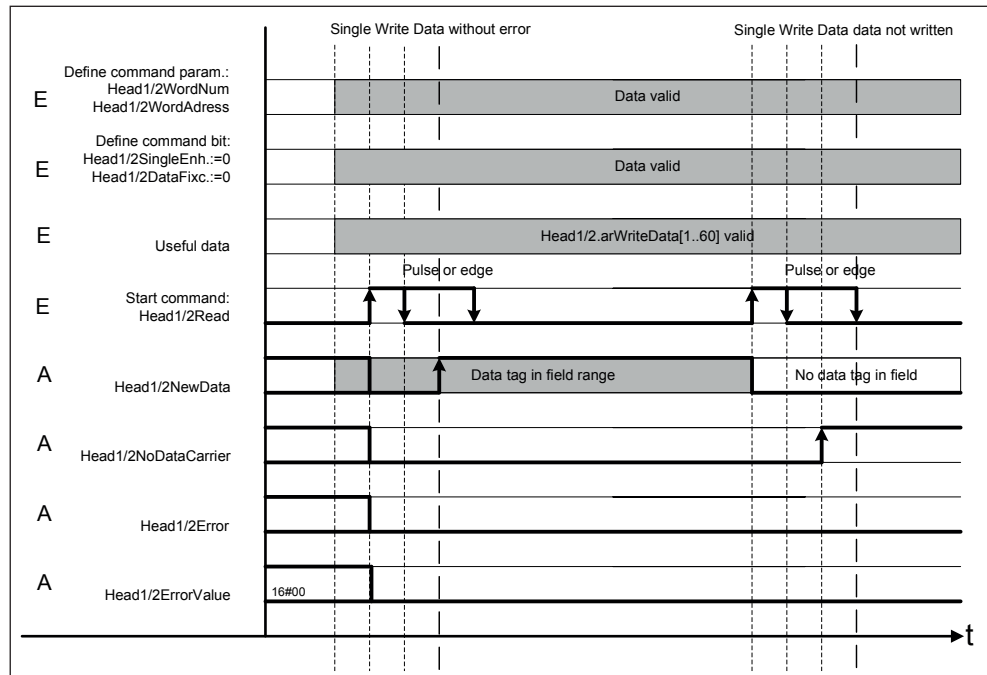 Single Write Data without error
Single Write Data data not written
Define command param.:
Head1/2WordNum
Head1/2WordAdress
E
Data valid
Define command bit:
Head1/2SingleEnh.:=0
Head1/2DataFixc.:=0
E
Data valid
E
Useful data
Head1/2.arWriteData[1..60] valid
Pulse or edge
Pulse or edge
E
Start command:
Head1/2Read
A
Head1/2NewData
Data tag in field range
No data tag in field
A
Head1/2NoDataCarrier
A
Head1/2Error
A
Head1/2ErrorValue
16#00
t